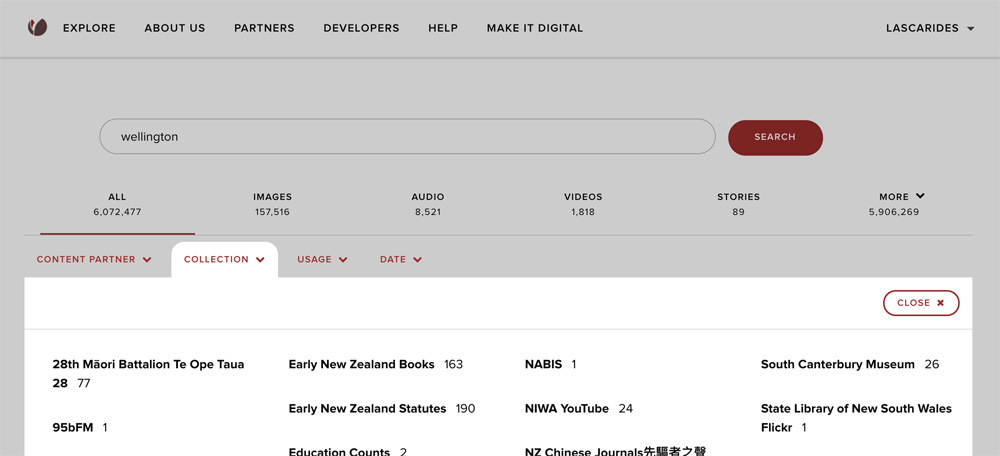 EXPLORE ABOUT US PARTNERS DEVELOPERS HELP MAKE IT DIGITAL LASCARIDES
wellington SEARCH
ALL IMAGES AUDIO VIDEOS STORIES MORE
6,072,477 157,516 8,521 1,818 89 5,906,269
CONTENT PARTNER COLLECTION USAGE DATE
CLOSE ✖
28th Māori Battalion Te Ope Taua
28 77
95bFM 1
Early New Zealand Books 163
Early New Zealand Statutes 190
Education Counts 2
NABIS 1
NIWA YouTube 24
NZ Chinese Journals先驅者之聲
South Canterbury Museum 26
State Library of New South Wales
Flickr 1